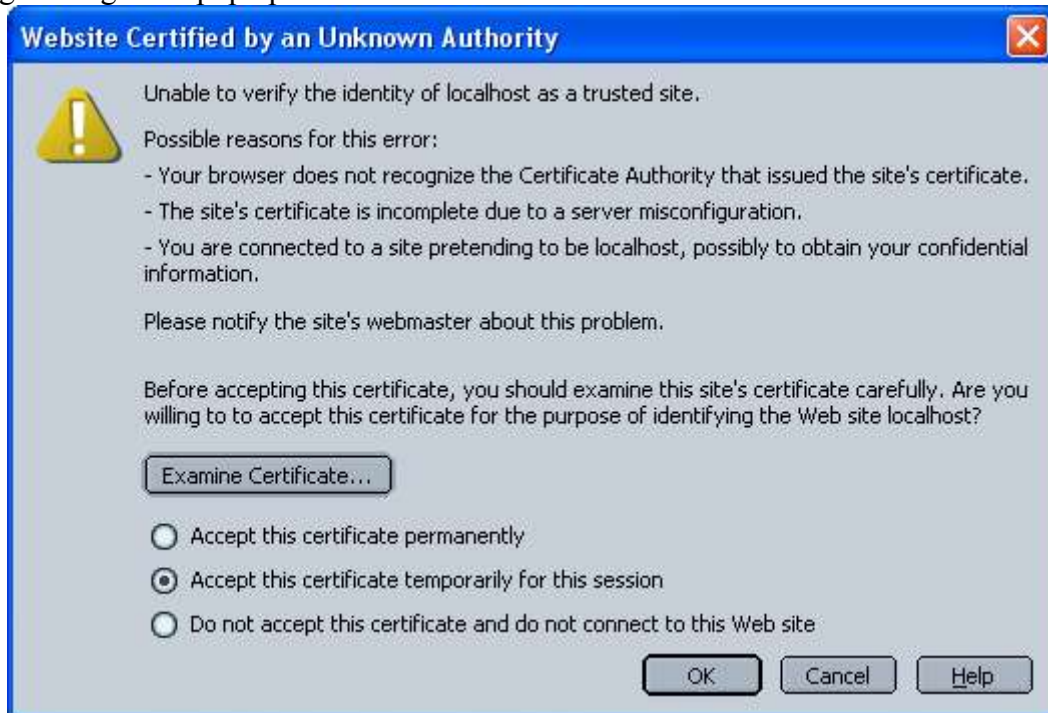 Website Certified by an Unknown Authority
Unable to verify the identity of localhost as a trusted site.
Possible reasons for this error:
- Your browser does not recognize the Certificate Authority that issued the site's certificate.
- The site's certificate is incomplete due to a server misconfiguration.
- You are connected to a site pretending to be localhost, possibly to obtain your confidential
information.
Please notify the site's webmaster about this problem.
Before accepting this certificate, you should examine this site's certificate carefully. Are you
willing to to accept this certificate for the purpose of identifying the Web site localhost?
Examine Certificate...
Accept this certificate permanently
Accept this certificate temporarily for this session
Do not accept this certificate and do not connect to this Web site
OK Cancel Help